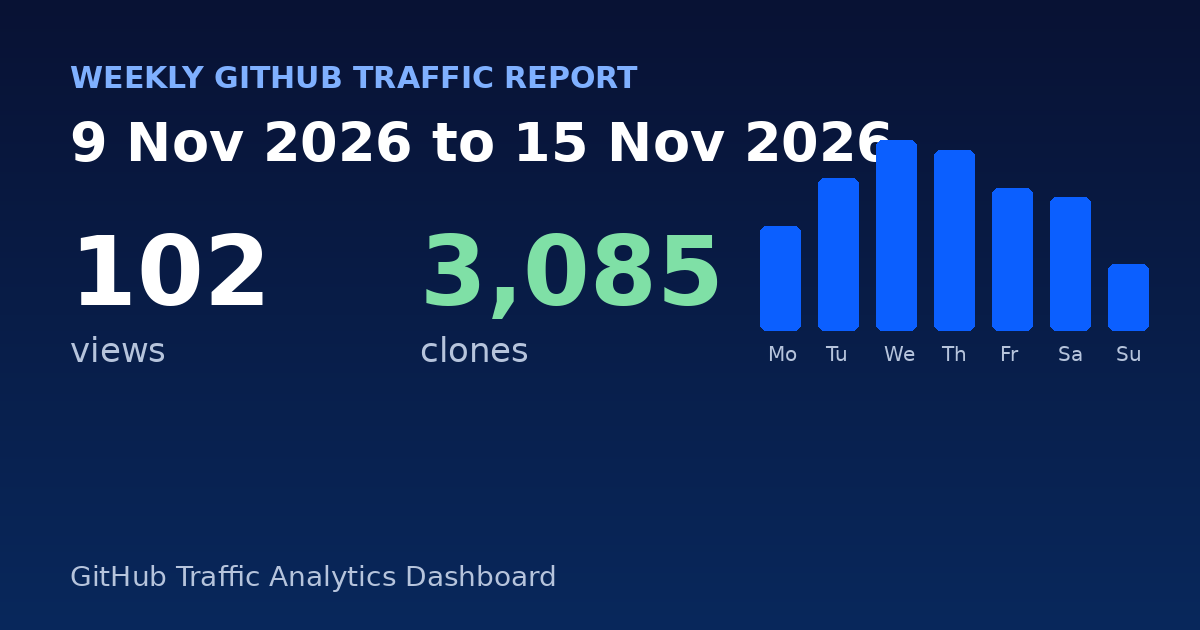 WEEKLY GITHUB TRAFFIC REPORT
9 Nov 2026 to 15 Nov 2026
102
views
3,085
clones
Mo Tu We Th Fr Sa Su
GitHub Traffic Analytics Dashboard